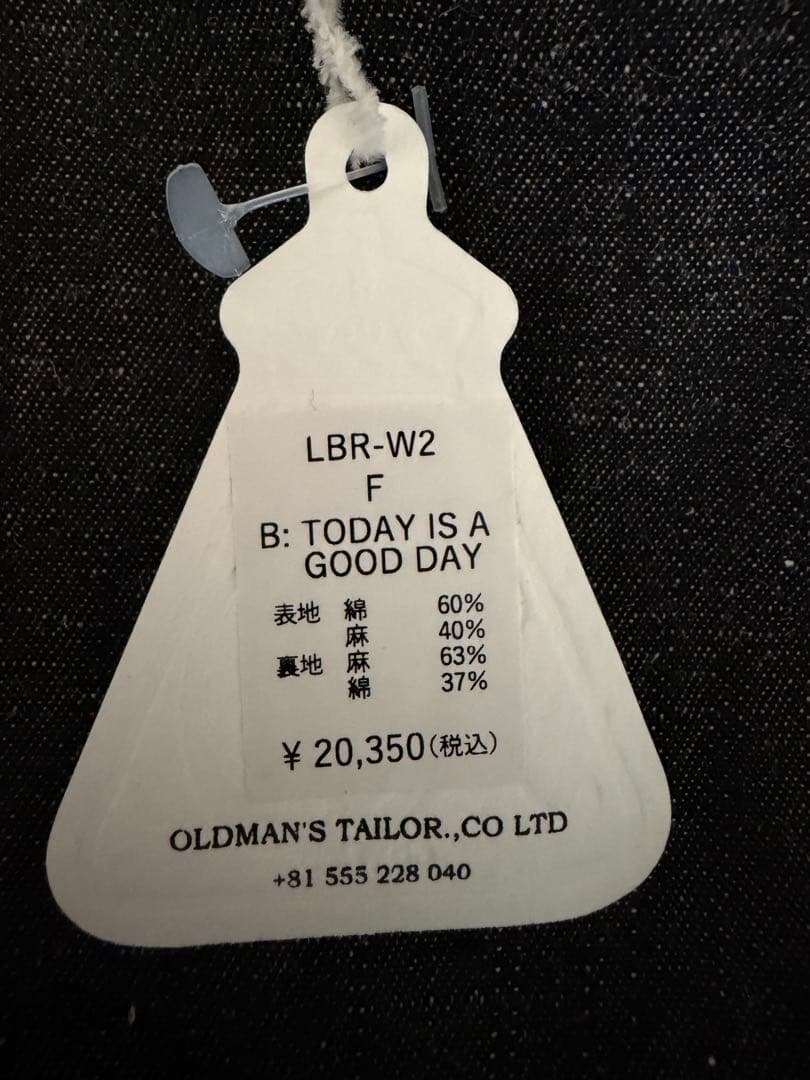 LBR-W2
F
B: TODAY IS A
GOOD DAY
表地 綿 60%
麻 40%
裏地 麻 63%
綿 37%
¥ 20,350(税込)
OLDMAN'S TAILOR.,CO LTD
+81 555 228 040